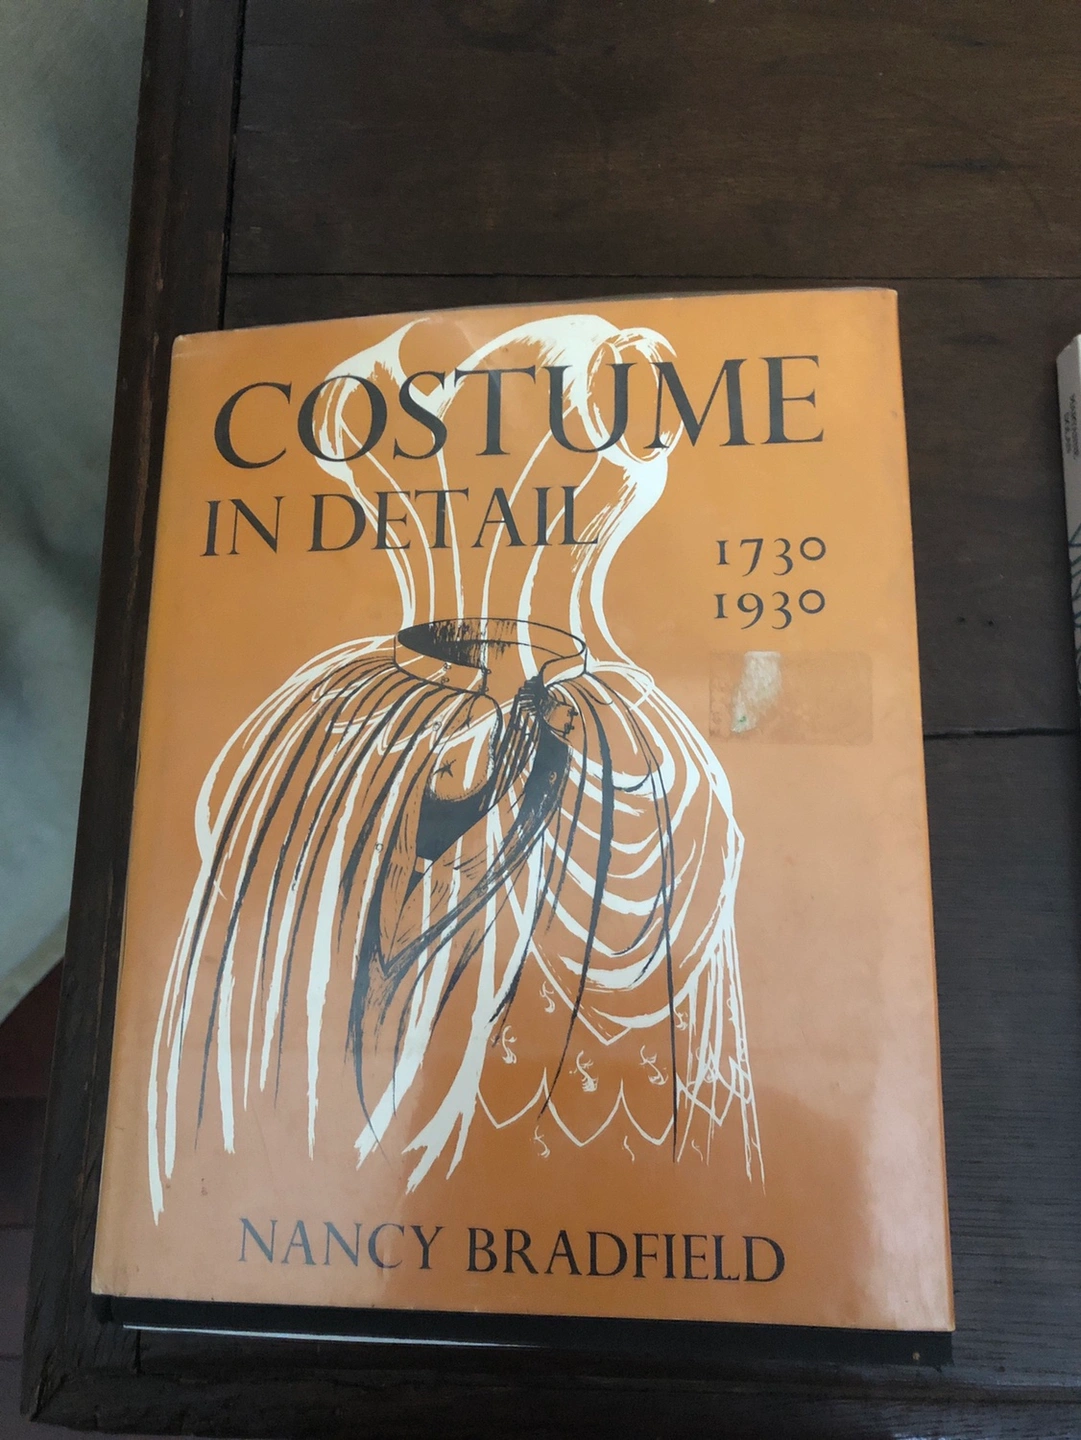 COSTUME
IN DETAIL
1730
1930
NANCY BRADFIELD